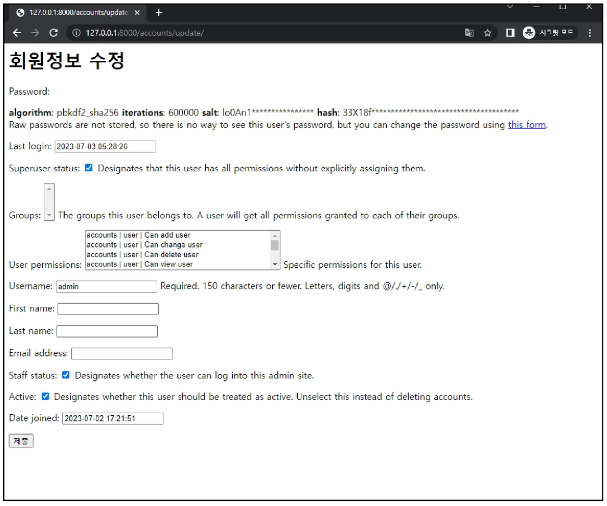 127.0.0.1:8000/accounts/update
127.0.0.1:8000/accounts/update/
시크릿 모드
회원정보 수정
Password:
algorithm: pbkdf2_sha256 iterations: 600000 salt: lo0An1**************** hash: 33X18f**************************************
Raw passwords are not stored, so there is no way to see this user's password, but you can change the password using this form.
Last login: 2023-07-03 05:28:26
Superuser status: Designates that this user has all permissions without explicitly assigning them.
Groups: The groups this user belongs to. A user will get all permissions granted to each of their groups.
accounts | user | Can add user
accounts | user | Can change user
accounts | user | Can delete user
accounts | user | Can view user
User permissions: Specific permissions for this user.
Username: admin Required. 150 characters or fewer. Letters, digits and @/./+/-/_ only.
First name:
Last name:
Email address:
Staff status: Designates whether the user can log into this admin site.
Active: Designates whether this user should be treated as active. Unselect this instead of deleting accounts.
Date joined: 2023-07-02 17:21:51
제출